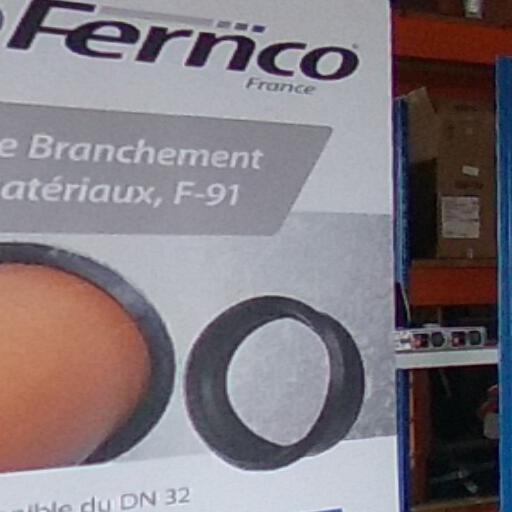 Fernco
France
e Branchement
atériaux, F-91
nible du DN 32